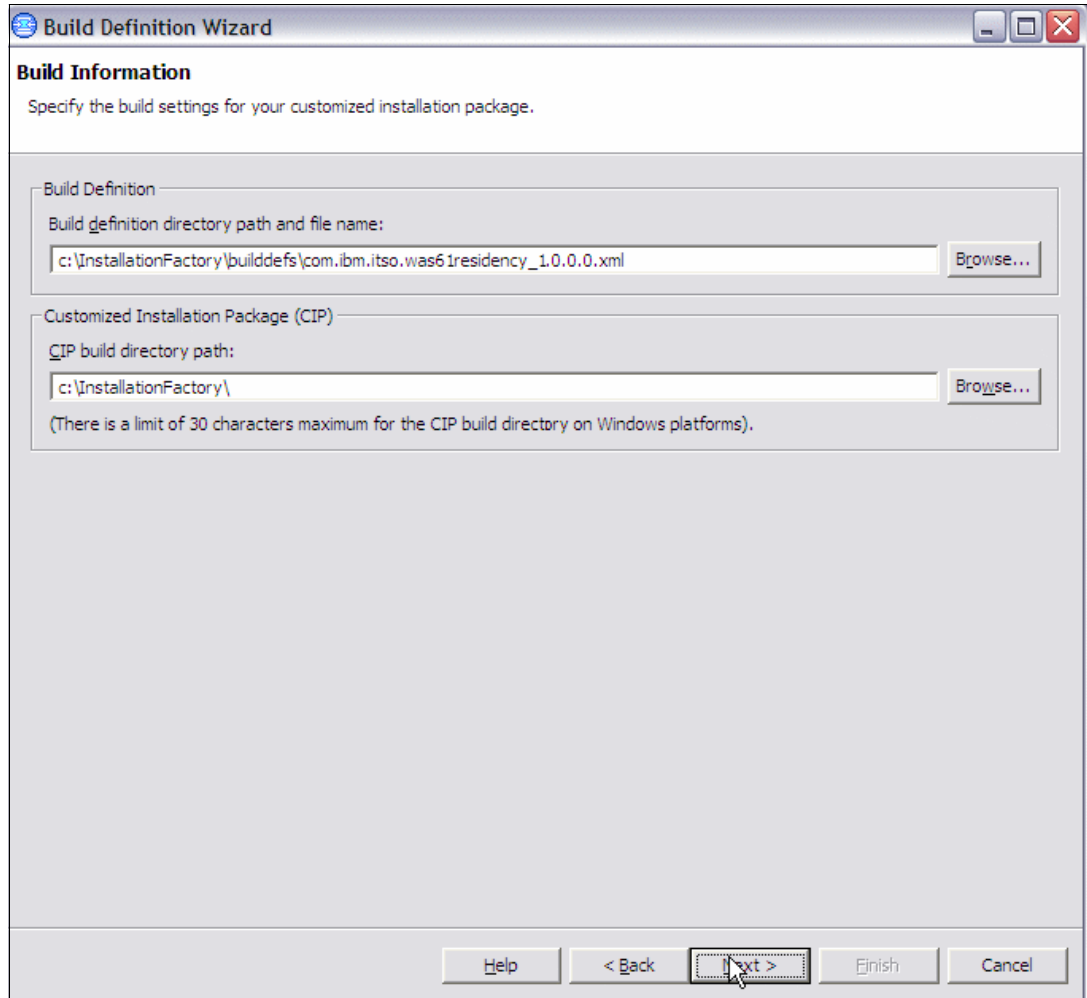 Build Definition Wizard
Build Information
Specify the build settings for your customized installation package.
Build Definition
Build definition directory path and file name:
c:\InstallationFactory\builddefs\com.ibm.itso.was61residency_1.0.0.0.xml
Browse...
Customized Installation Package (CIP)
CIP build directory path:
c:\InstallationFactory\
Browse...
(There is a limit of 30 characters maximum for the CIP build directory on Windows platforms).
Help
< Back
Next >
Finish
Cancel